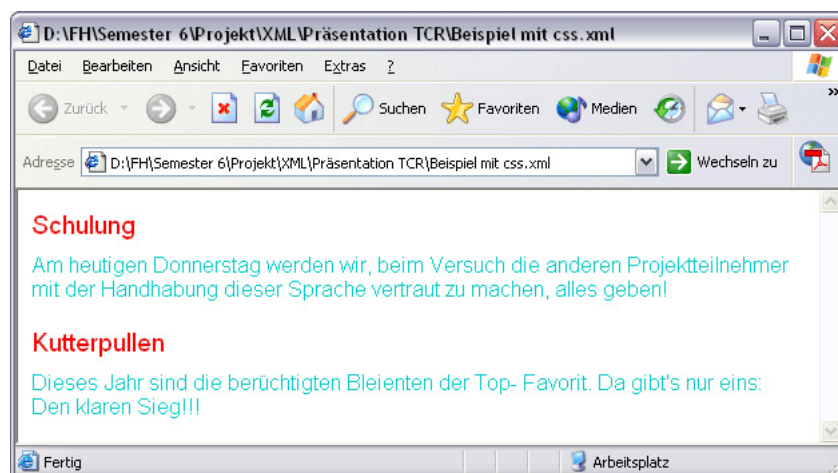 D:\FH\Semester 6\Projekt\XML\Präsentation TCR\Beispiel mit css.xml
Datei Bearbeiten Ansicht Favoriten Extras ?
Zurück Suchen Favoriten Medien »
Adresse D:\FH\Semester 6\Projekt\XML\Präsentation TCR\Beispiel mit css.xml Wechseln zu
Schulung
Am heutigen Donnerstag werden wir, beim Versuch die anderen Projektteilnehmer
mit der Handhabung dieser Sprache vertraut zu machen, alles geben!
Kutterpullen
Dieses Jahr sind die berüchtigten Bleienten der Top- Favorit. Da gibt's nur eins:
Den klaren Sieg!!!
Fertig Arbeitsplatz